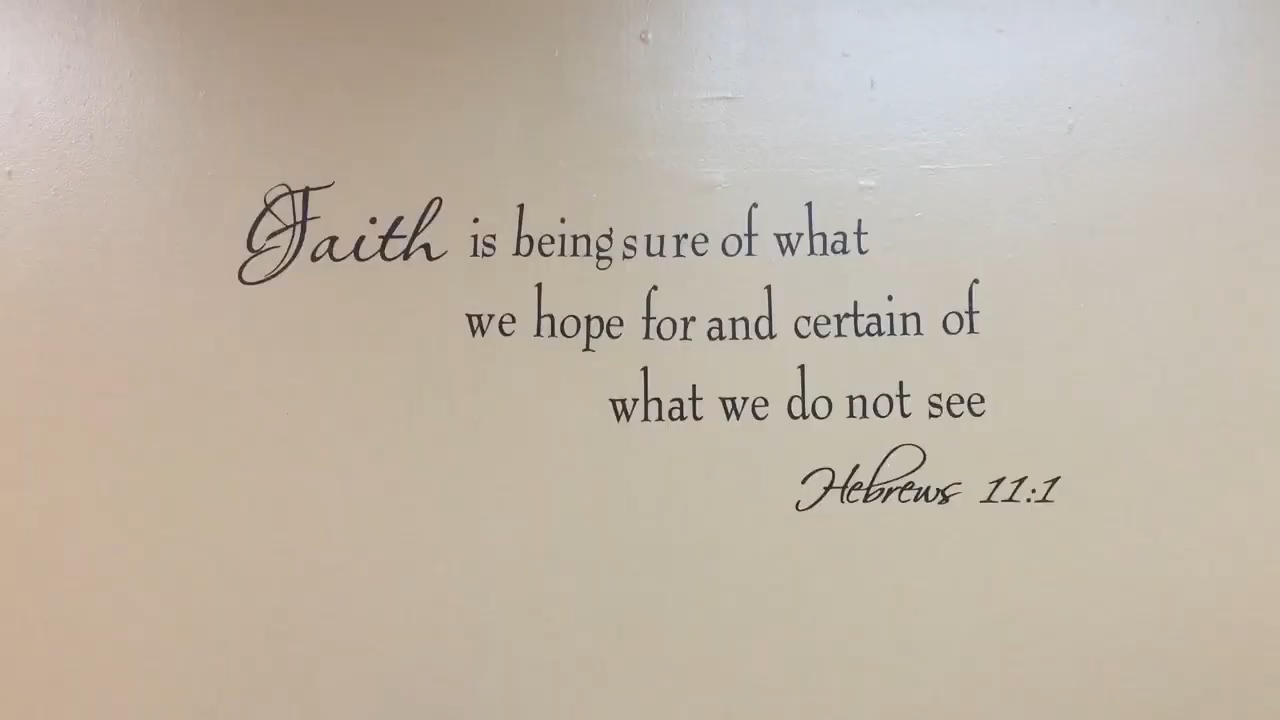 Faith is being sure of what
we hope for and certain of
what we do not see
Hebrews 11:1